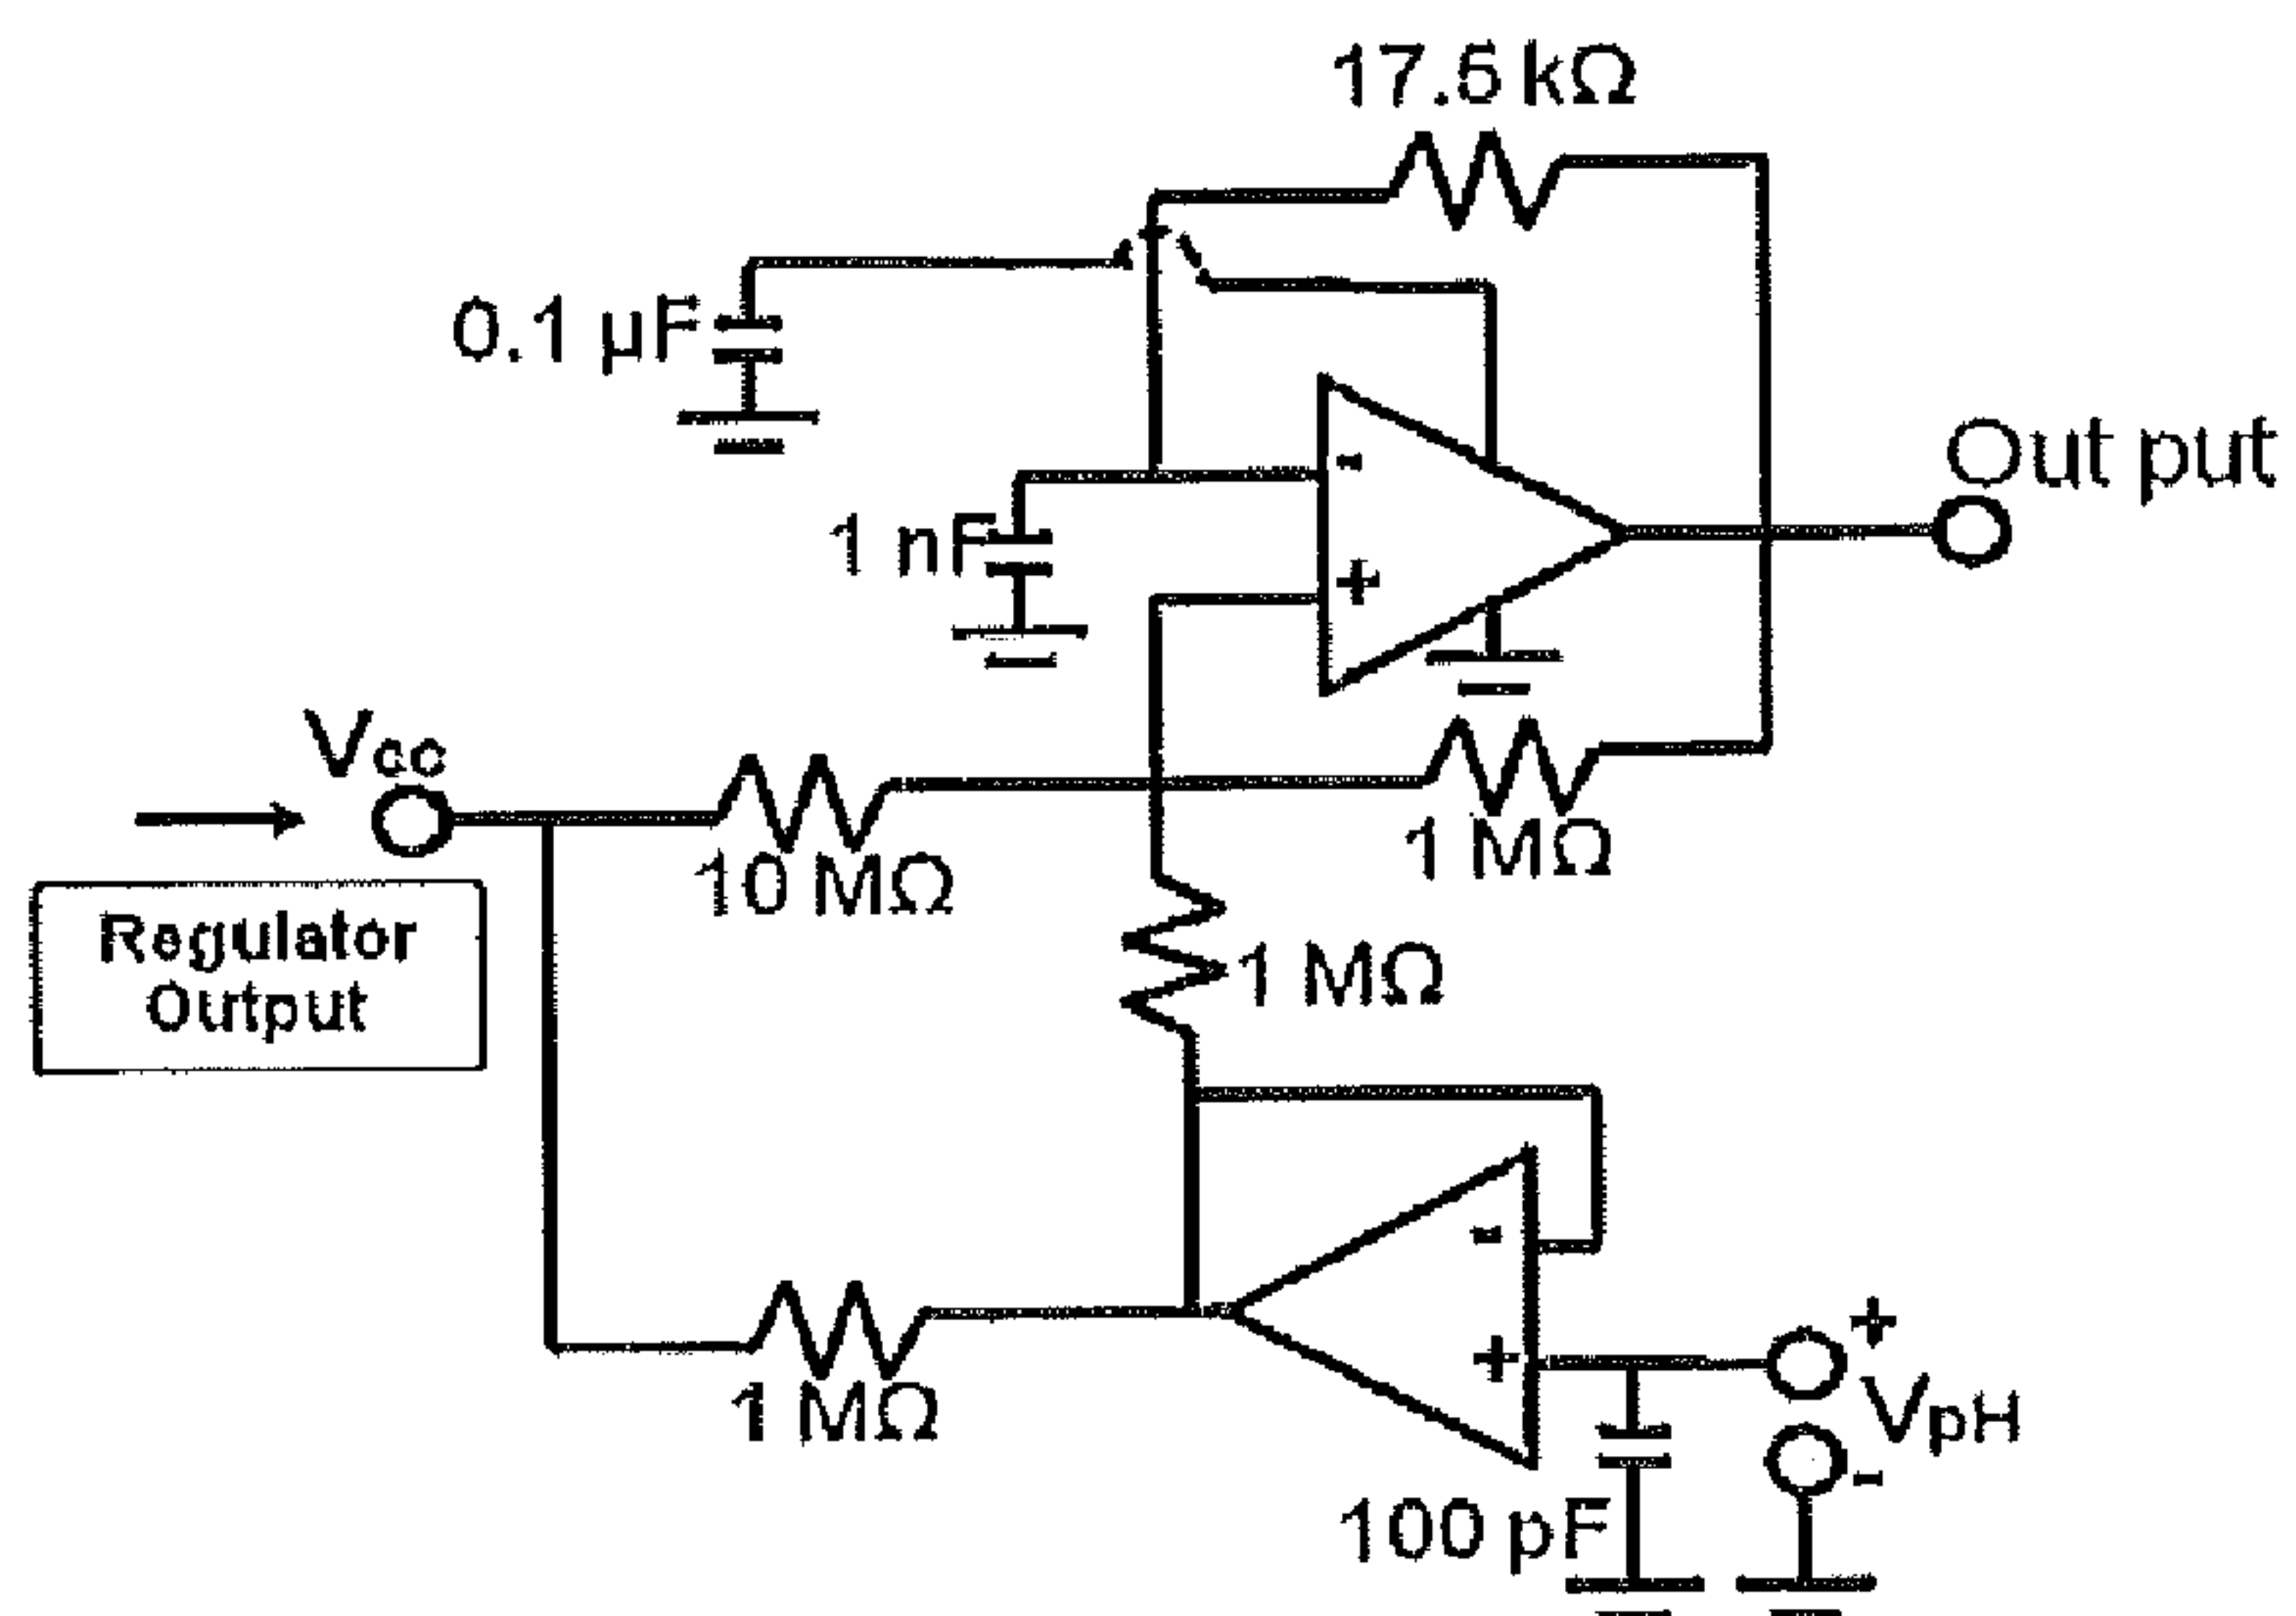 17.5 kΩ
0.1 µF
-
Out put
1 nF
+
Vcc
10 MΩ
1 MΩ
Regulator
Output
1 MΩ
-
+
+
1 MΩ
VpH
-
100 pF